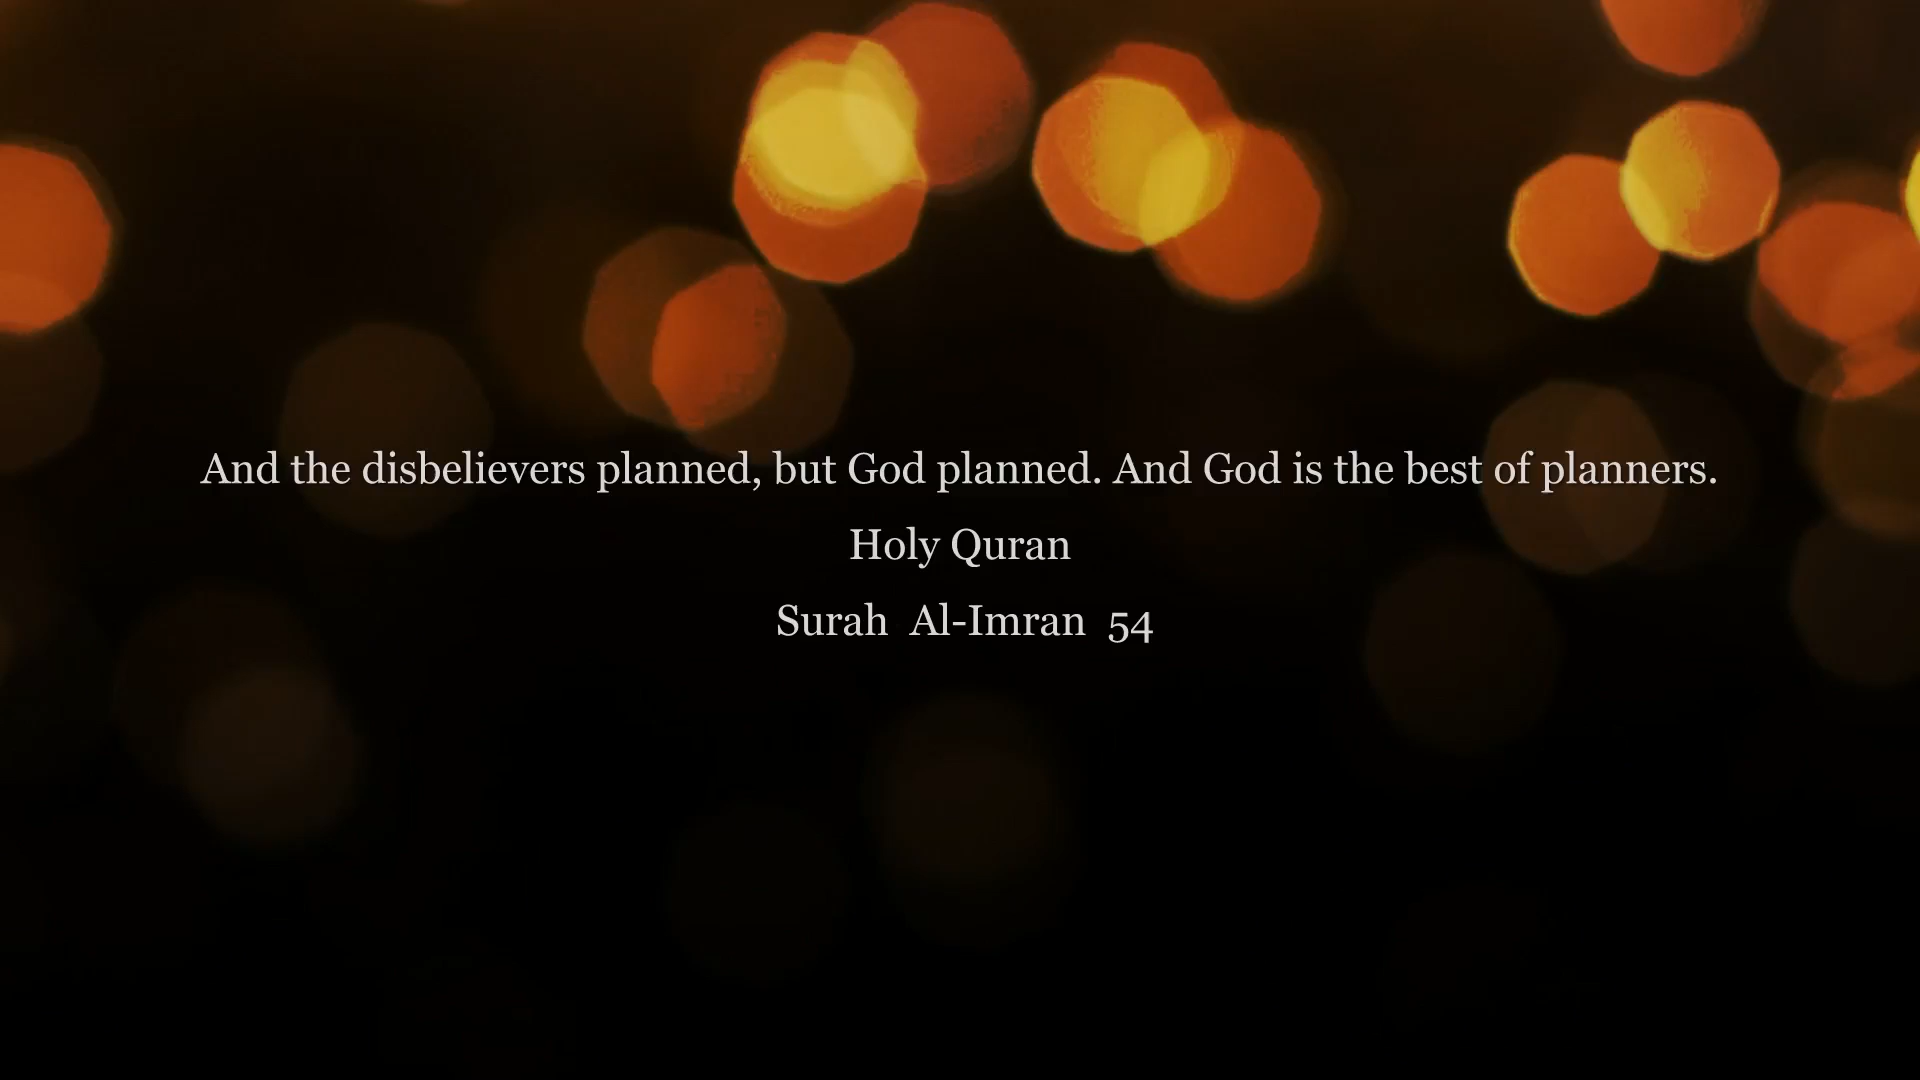 And the disbelievers planned, but God planned. And God is the best of planners.
Holy Quran
Surah Al-Imran 54